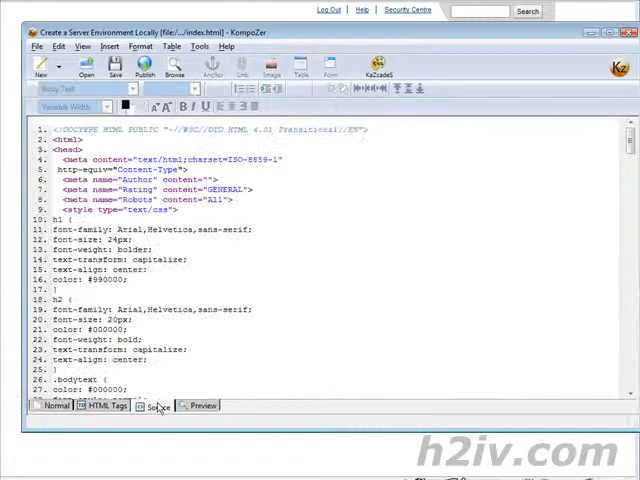 Log Out Help Security Centre Search
Create a Server Environment Locally [file:/.../index.html] - KompoZer
File Edit View Insert Format Table Tools Help
New Open Save Publish Browse Anchor Link Image Table Form KaZcadeS Kz
Body Text
Variable Width A A B I U
1. <!DOCTYPE HTML PUBLIC "-//W3C//DTD HTML 4.01 Transitional//EN">
2. <html>
3. <head>
4. <meta content="text/html;charset=ISO-8859-1"
5. http-equiv="Content-Type">
6. <meta name="Author" content="">
7. <meta name="Rating" content="GENERAL">
8. <meta name="Robots" content="All">
9. <style type="text/css">
10. h1 {
11. font-family: Arial,Helvetica,sans-serif;
12. font-size: 24px;
13. font-weight: bolder;
14. text-transform: capitalize;
15. text-align: center;
16. color: #990000;
17. }
18. h2 {
19. font-family: Arial,Helvetica,sans-serif;
20. font-size: 20px;
21. color: #000000;
22. font-weight: bold;
23. text-transform: capitalize;
24. text-align: center;
25. }
26. .bodytext {
27. color: #000000;
Normal HTML Tags Source Preview
h2iv.com